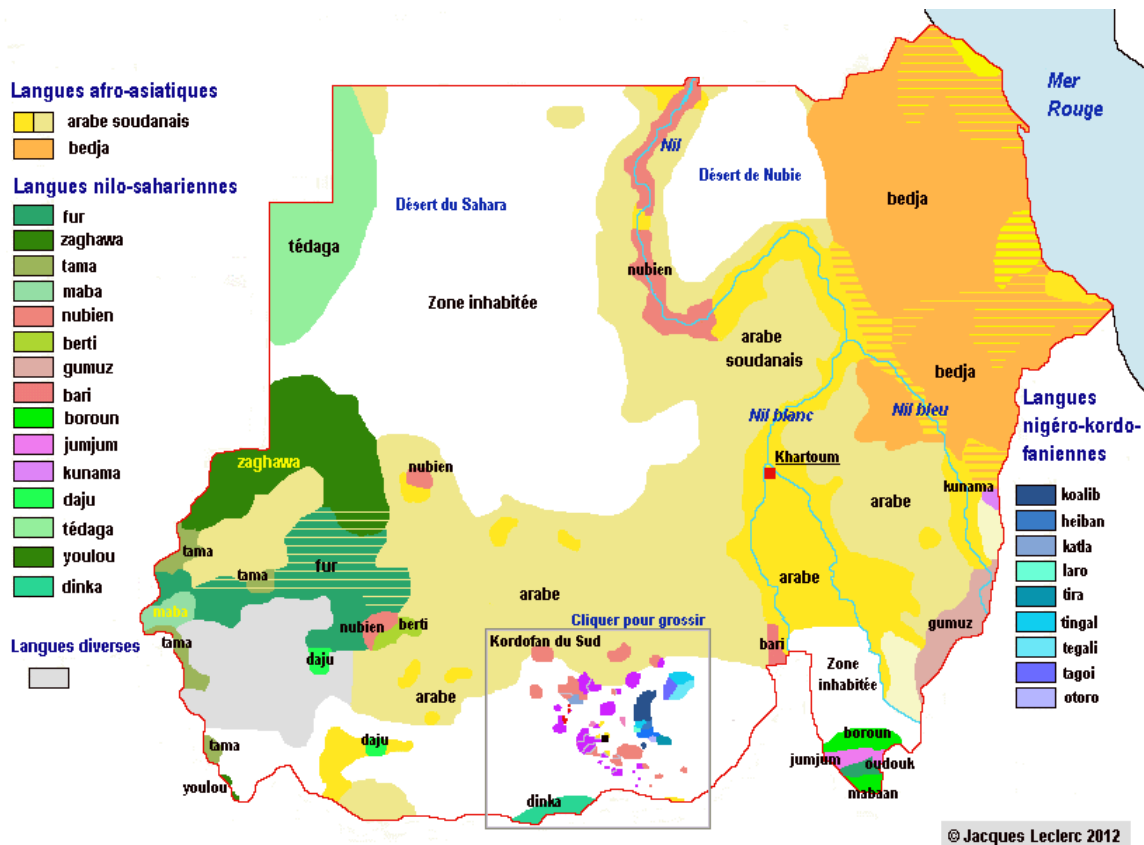 Langues afro-asiatiques
arabe soudanais
bedja
Langues nilo-sahariennes
fur
zaghawa
tama
maba
nubien
berti
gumuz
bari
boroun
jumjum
kunama
daju
tédaga
youlou
dinka
Langues diverses
Mer
Rouge
Nil
Désert de Nubie
Désert du Sahara
bedja
tédaga
nubien
Zone inhabitée
arabe
soudanais
bedja
Nil blanc
Nil bleu
Khartoum
zaghawa
nubien
arabe
kunama
tama
tama
fur
arabe
arabe
maba
nubien
berti
Cliquer pour grossir
gumuz
tama
daju
Kordofan du Sud
bari
Zone
inhabitée
arabe
tama
daju
boroun
jumjum
oudouk
youlou
dinka
mabaan
Langues
nigéro-kordo-
faniennes
koalib
heiban
katla
laro
tira
tingal
tegali
tagoi
otoro
© Jacques Leclerc 2012